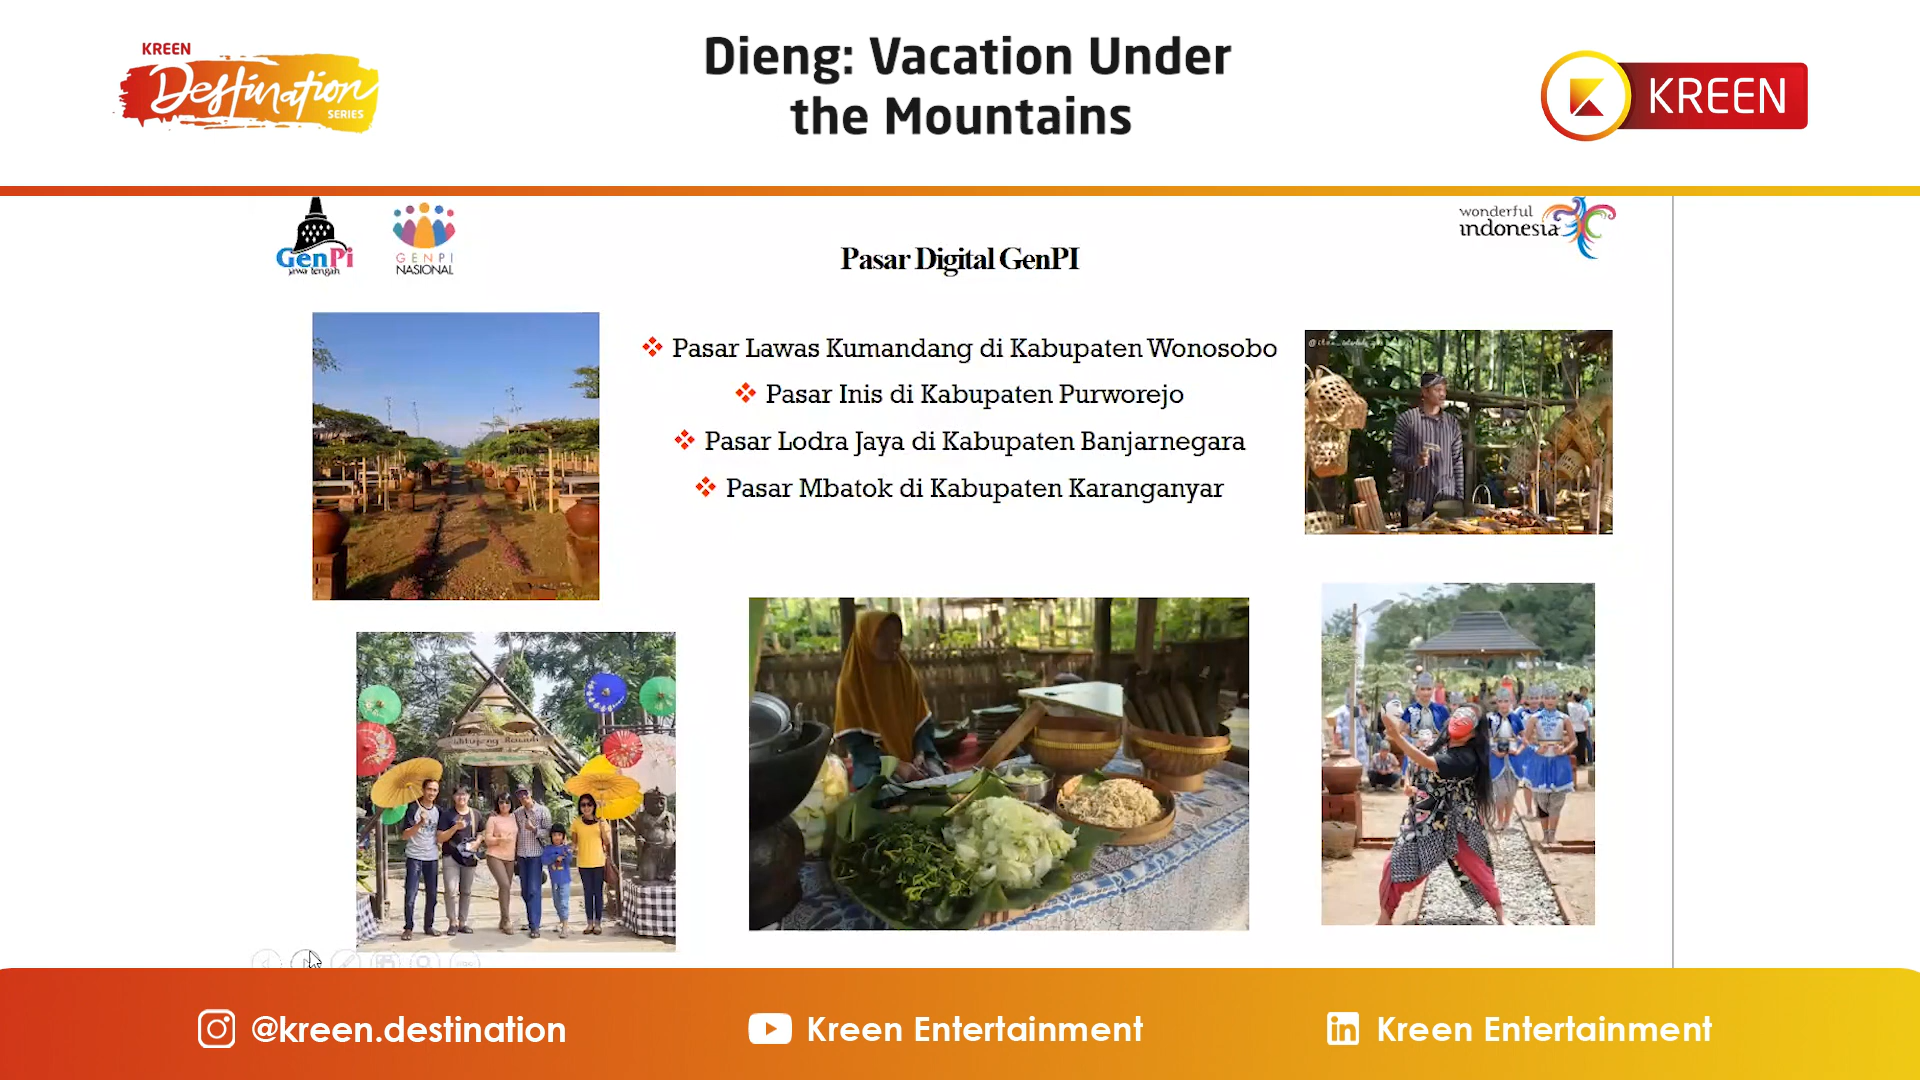 KREEN
Destination
SERIES
Dieng: Vacation Under
the Mountains
KREEN
GenPi
jawa tengah
GENPI
NASIONAL
wonderful
indonesia
Pasar Digital GenPI
Pasar Lawas Kumandang di Kabupaten Wonosobo
Pasar Inis di Kabupaten Purworejo
Pasar Lodra Jaya di Kabupaten Banjarnegara
Pasar Mbatok di Kabupaten Karanganyar
@kreen.destination
Kreen Entertainment
Kreen Entertainment